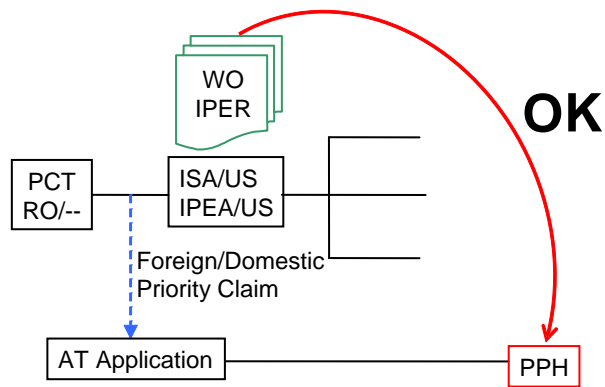 WO
IPER
OK
PCT
RO/--
ISA/US
IPEA/US
Foreign/Domestic
Priority Claim
AT Application
PPH